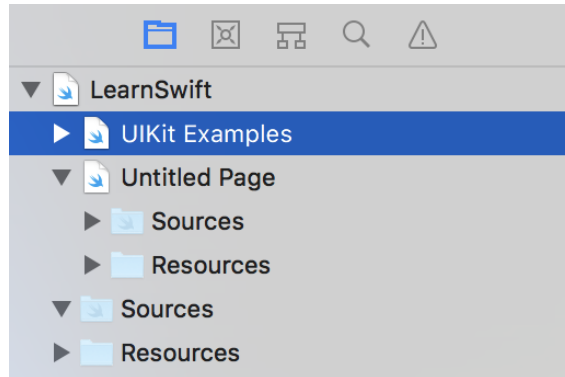 LearnSwift
UIKit Examples
Untitled Page
Sources
Resources
Sources
Resources